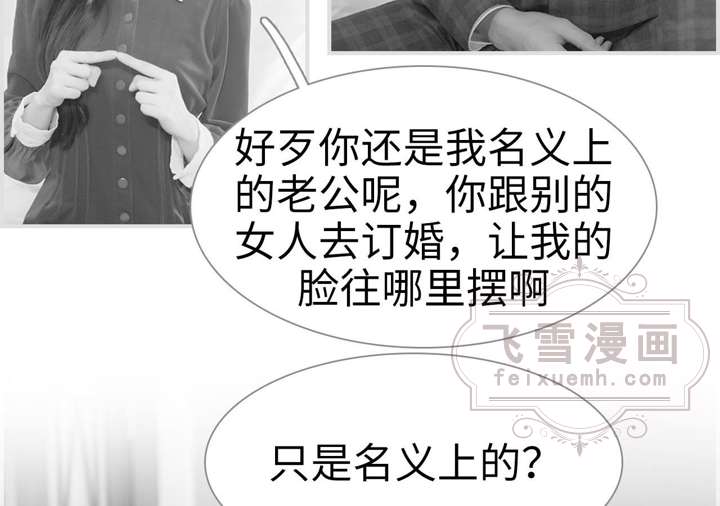 好歹你还是我名义上
的老公呢，你跟别的
女人去订婚，让我的
脸往哪里摆啊
飞雪漫画
feixuemh.com
只是名义上的？